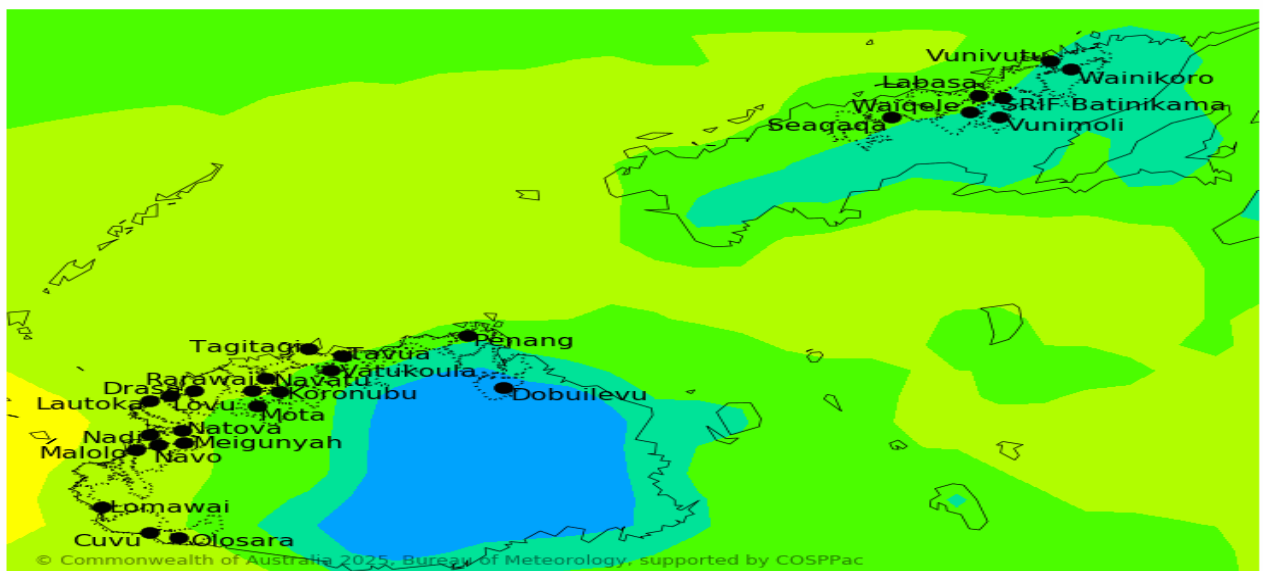 Vunivutu
Wainikoro
Labasa
SRIF Batinikama
Waiqele
Seaqaqa
Vunimoli
Penang
Tagitagi
Tavua
Vatukoula
Rarawai
Navatu
Drasa
Koronubu
Dobuilevu
Lautoka
Lovu
Mota
Natova
Nadi
Meigunyah
Malolo
Navo
Lomawai
Cuvu
Olosara
© Commonwealth of Australia 2025, Bureau of Meteorology, supported by COSPPac